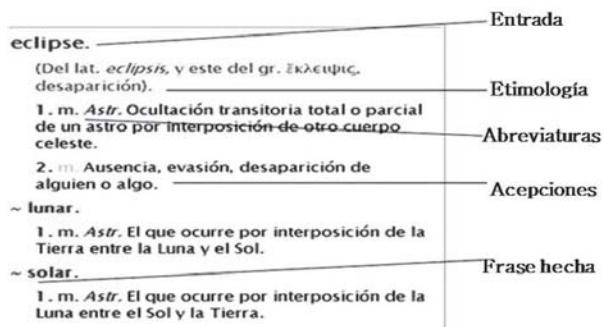 Entrada
eclipse.
(Del lat. eclipsis, y este del gr. ἔκλειψις,
desaparición).
Etimología
1. m. Astr. Ocultación transitoria total o parcial
de un astro por interposición de otro cuerpo
celeste.
Abreviaturas
2. m. Ausencia, evasión, desaparición de
alguien o algo.
Acepciones
~ lunar.
1. m. Astr. El que ocurre por interposición de la
Tierra entre la Luna y el Sol.
~ solar.
Frase hecha
1. m. Astr. El que ocurre por interposición de la
Luna entre el Sol y la Tierra.